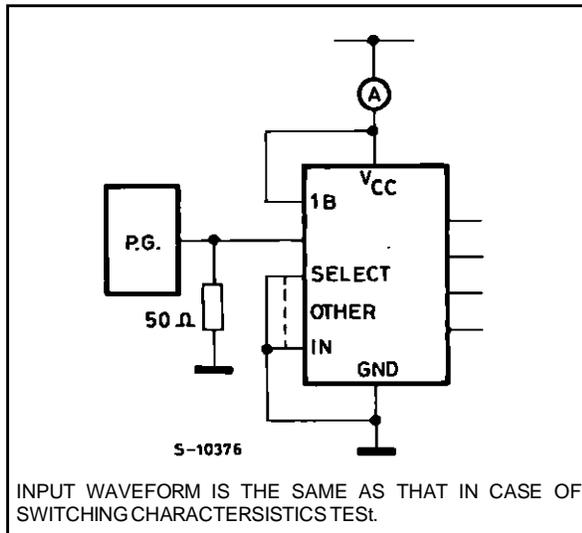 A
VCC
1B
P.G.
SELECT
50 Ω
OTHER
IN
GND
S-10376
INPUT WAVEFORM IS THE SAME AS THAT IN CASE OF
SWITCHING CHARACTERSISTICS TESt.